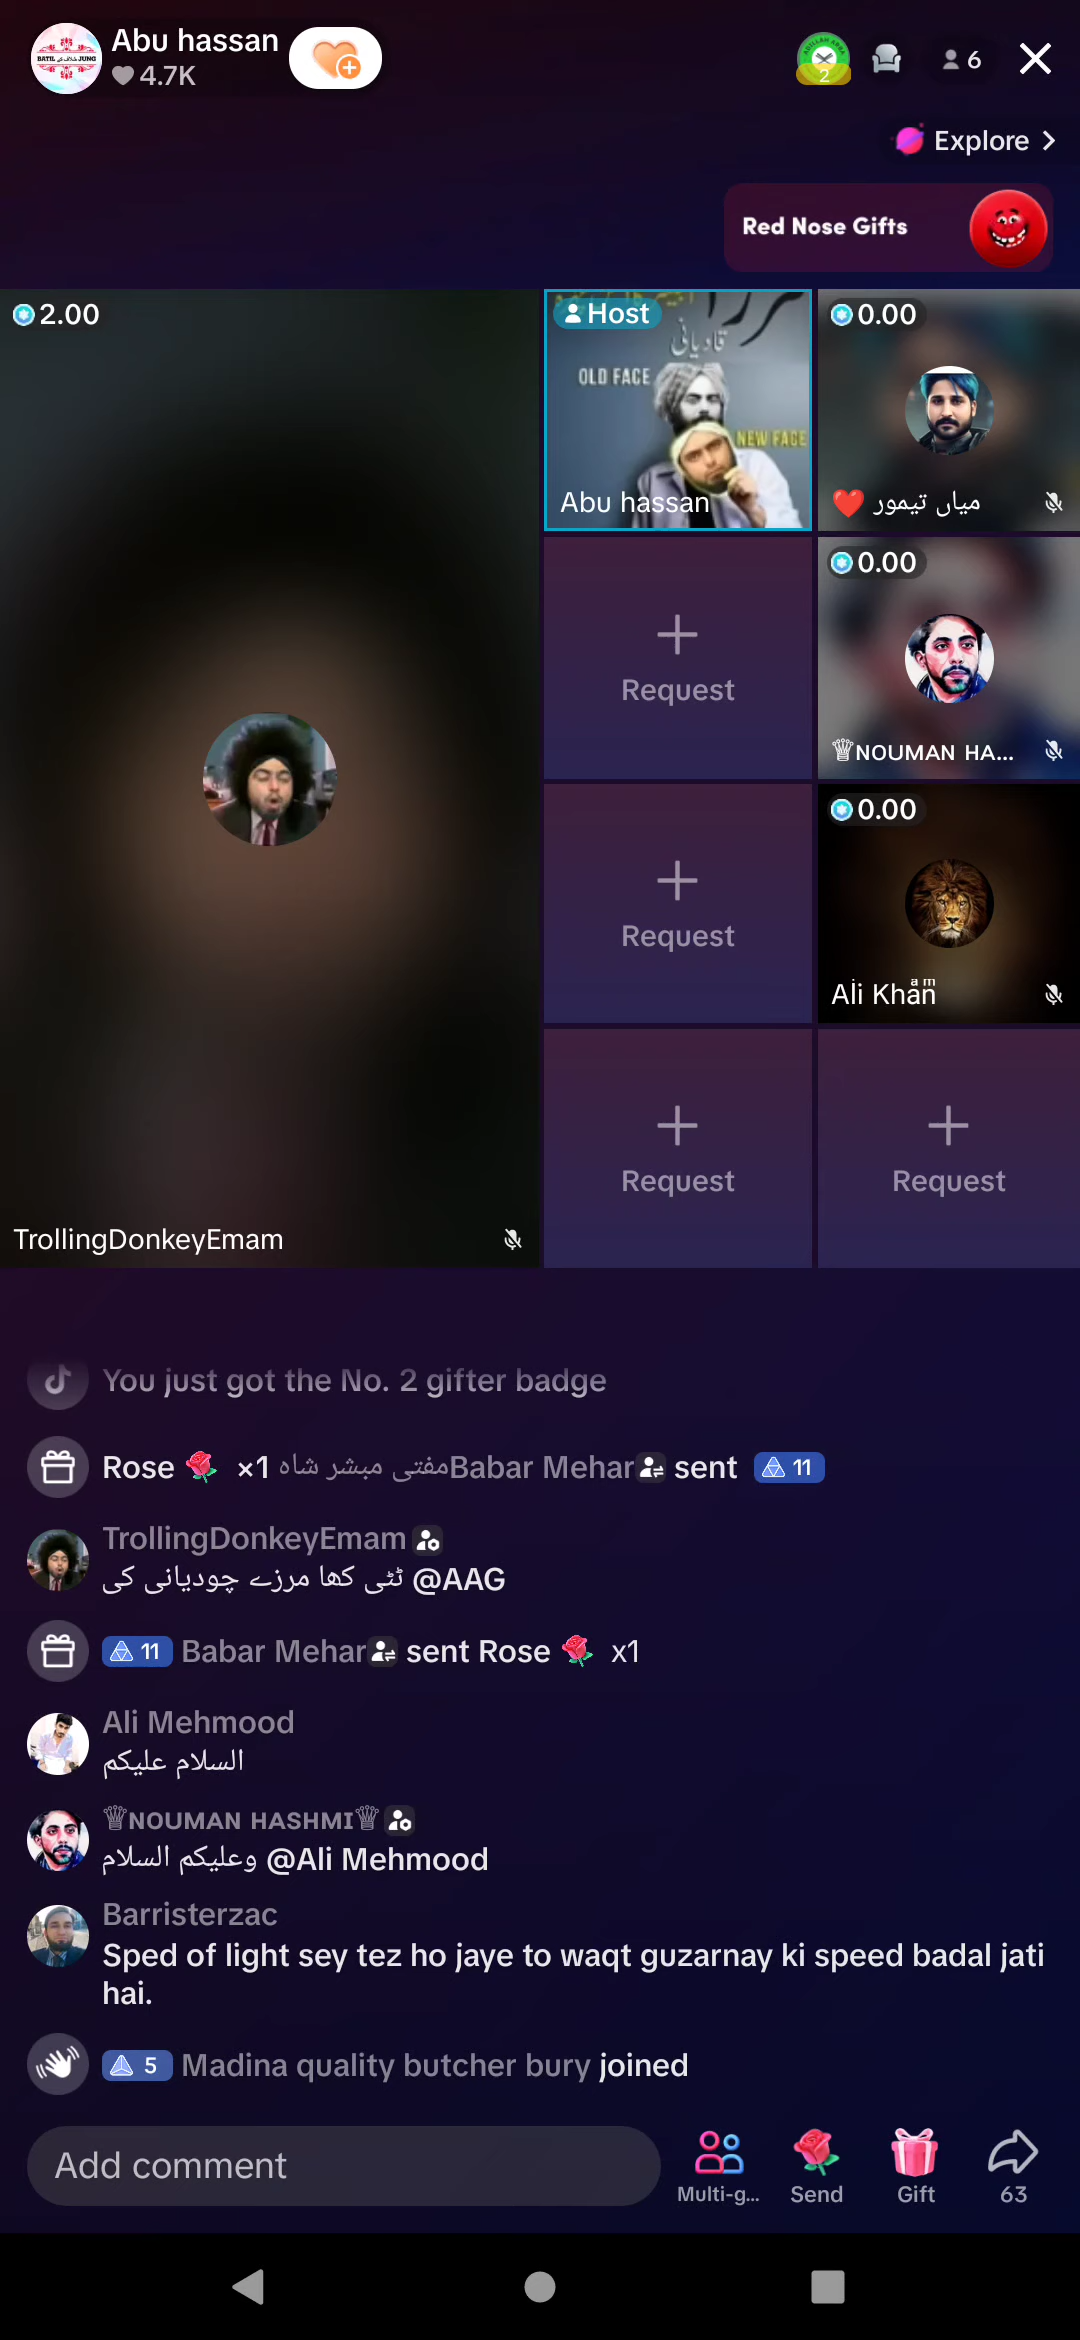 Abu hassan
4.7K
2
6
Explore
Red Nose Gifts
2.00
Host
قادیانی
OLD FACE
NEW FACE
Abu hassan
0.00
میاں تیمور ❤️
Request
0.00
♕NOUMAN HA...
Request
0.00
Ali Khan
Request
Request
TrollingDonkeyEmam
You just got the No. 2 gifter badge
Rose 🌹 ×1 مفتی مبشر شاہBabar Mehar sent 11
TrollingDonkeyEmam
ٹٹی کھا مرزے چودیانی کی @AAG
11 Babar Mehar sent Rose 🌹 x1
Ali Mehmood
السلام علیکم
♕NOUMAN HASHMI♕
وعلیکم السلام @Ali Mehmood
Barristerzac
Sped of light sey tez ho jaye to waqt guzarnay ki speed badal jati
hai.
5 Madina quality butcher bury joined
Add comment
Multi-g...
Send
Gift
63